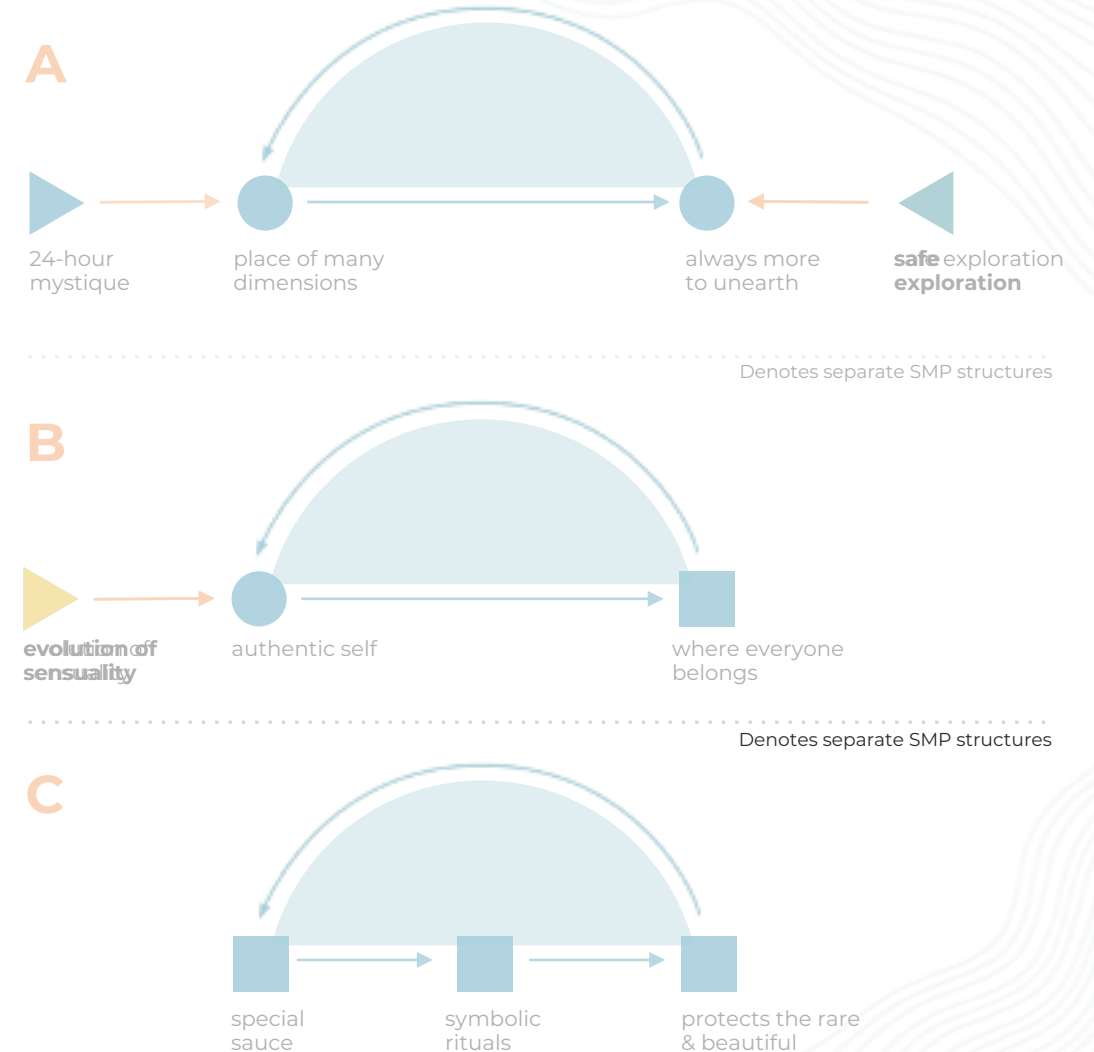 A
24-hour
mystique
place of many
dimensions
always more
to unearth
safe exploration
exploration
Denotes separate SMP structures
B
evolution of
sensuality
authentic self
where everyone
belongs
Denotes separate SMP structures
C
special
sauce
symbolic
rituals
protects the rare
& beautiful